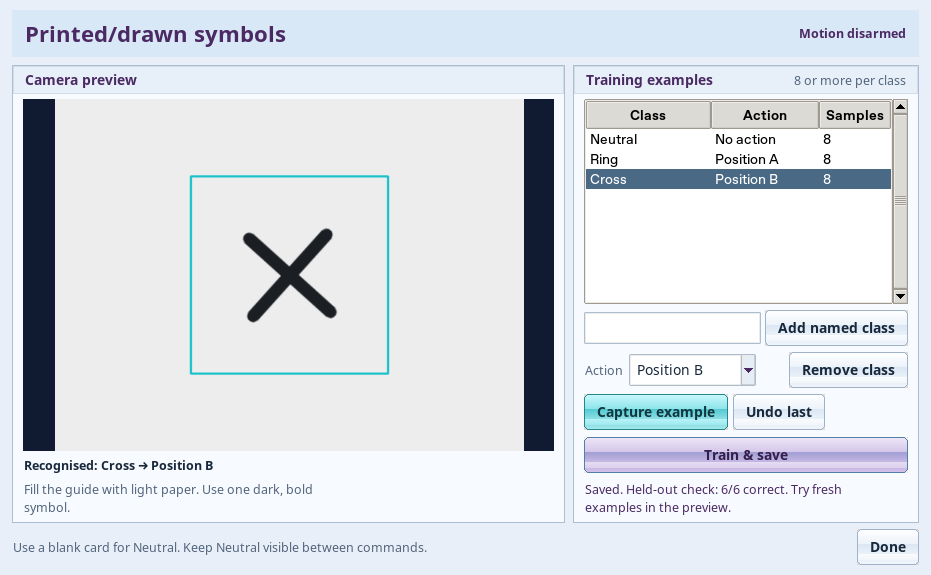 Printed/drawn symbols
Motion disarmed
Camera preview
Recognised: Cross → Position B
Fill the guide with light paper. Use one dark, bold
symbol.
Training examples
8 or more per class
Class Action Samples
Neutral No action 8
Ring Position A 8
Cross Position B 8
Add named class
Action Position B Remove class
Capture example Undo last
Train & save
Saved. Held-out check: 6/6 correct. Try fresh
examples in the preview.
Use a blank card for Neutral. Keep Neutral visible between commands.
Done